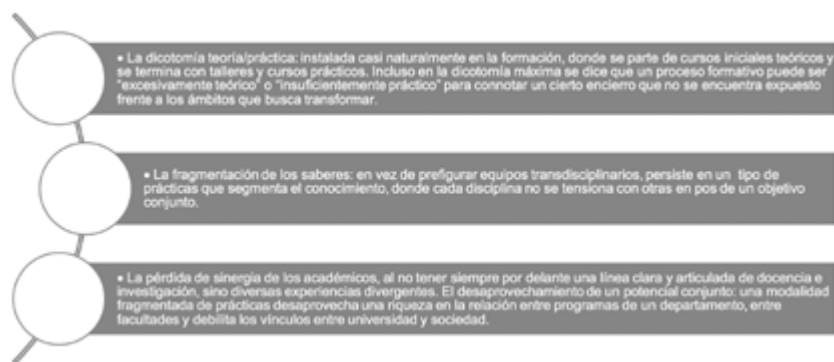 • La dicotomía teoría/práctica: instalada casi naturalmente en la formación, donde se parte de cursos iniciales teóricos y
se termina con talleres y cursos prácticos. Incluso en la dicotomía máxima se dice que un proceso formativo puede ser
"excesivamente teórico" o "insuficientemente práctico" para connotar un cierto encierro que no se encuentra expuesto
frente a los ámbitos que busca transformar.
• La fragmentación de los saberes: en vez de prefigurar equipos transdisciplinarios, persiste en un tipo de
prácticas que segmenta el conocimiento, donde cada disciplina no se tensiona con otras en pos de un objetivo
conjunto.
• La pérdida de sinergia de los académicos, al no tener siempre por delante una línea clara y articulada de docencia e
investigación, sino diversas experiencias divergentes. El desaprovechamiento de un potencial conjunto: una modalidad
fragmentada de prácticas desaprovecha una riqueza en la relación entre programas de un departamento, entre
facultades y debilita los vínculos entre universidad y sociedad.